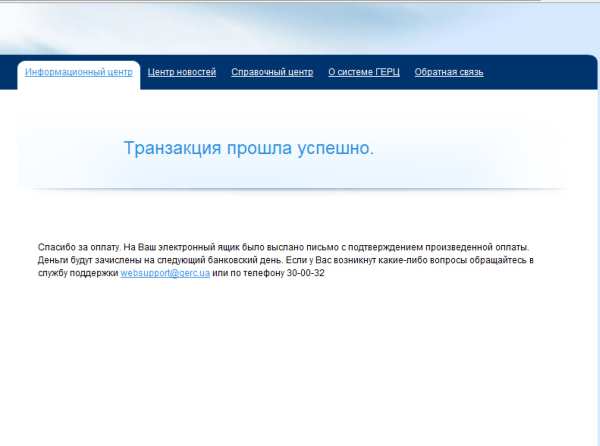 Информационный центр Центр новостей Справочный центр О системе ГЕРЦ Обратная связь
Транзакция прошла успешно.
Спасибо за оплату. На Ваш электронный ящик было выслано письмо с подтверждением произведенной оплаты.
Деньги будут зачислены на следующий банковский день. Если у Вас возникнут какие-либо вопросы обращайтесь в
службу поддержки websupport@gerc.ua или по телефону 30-00-32